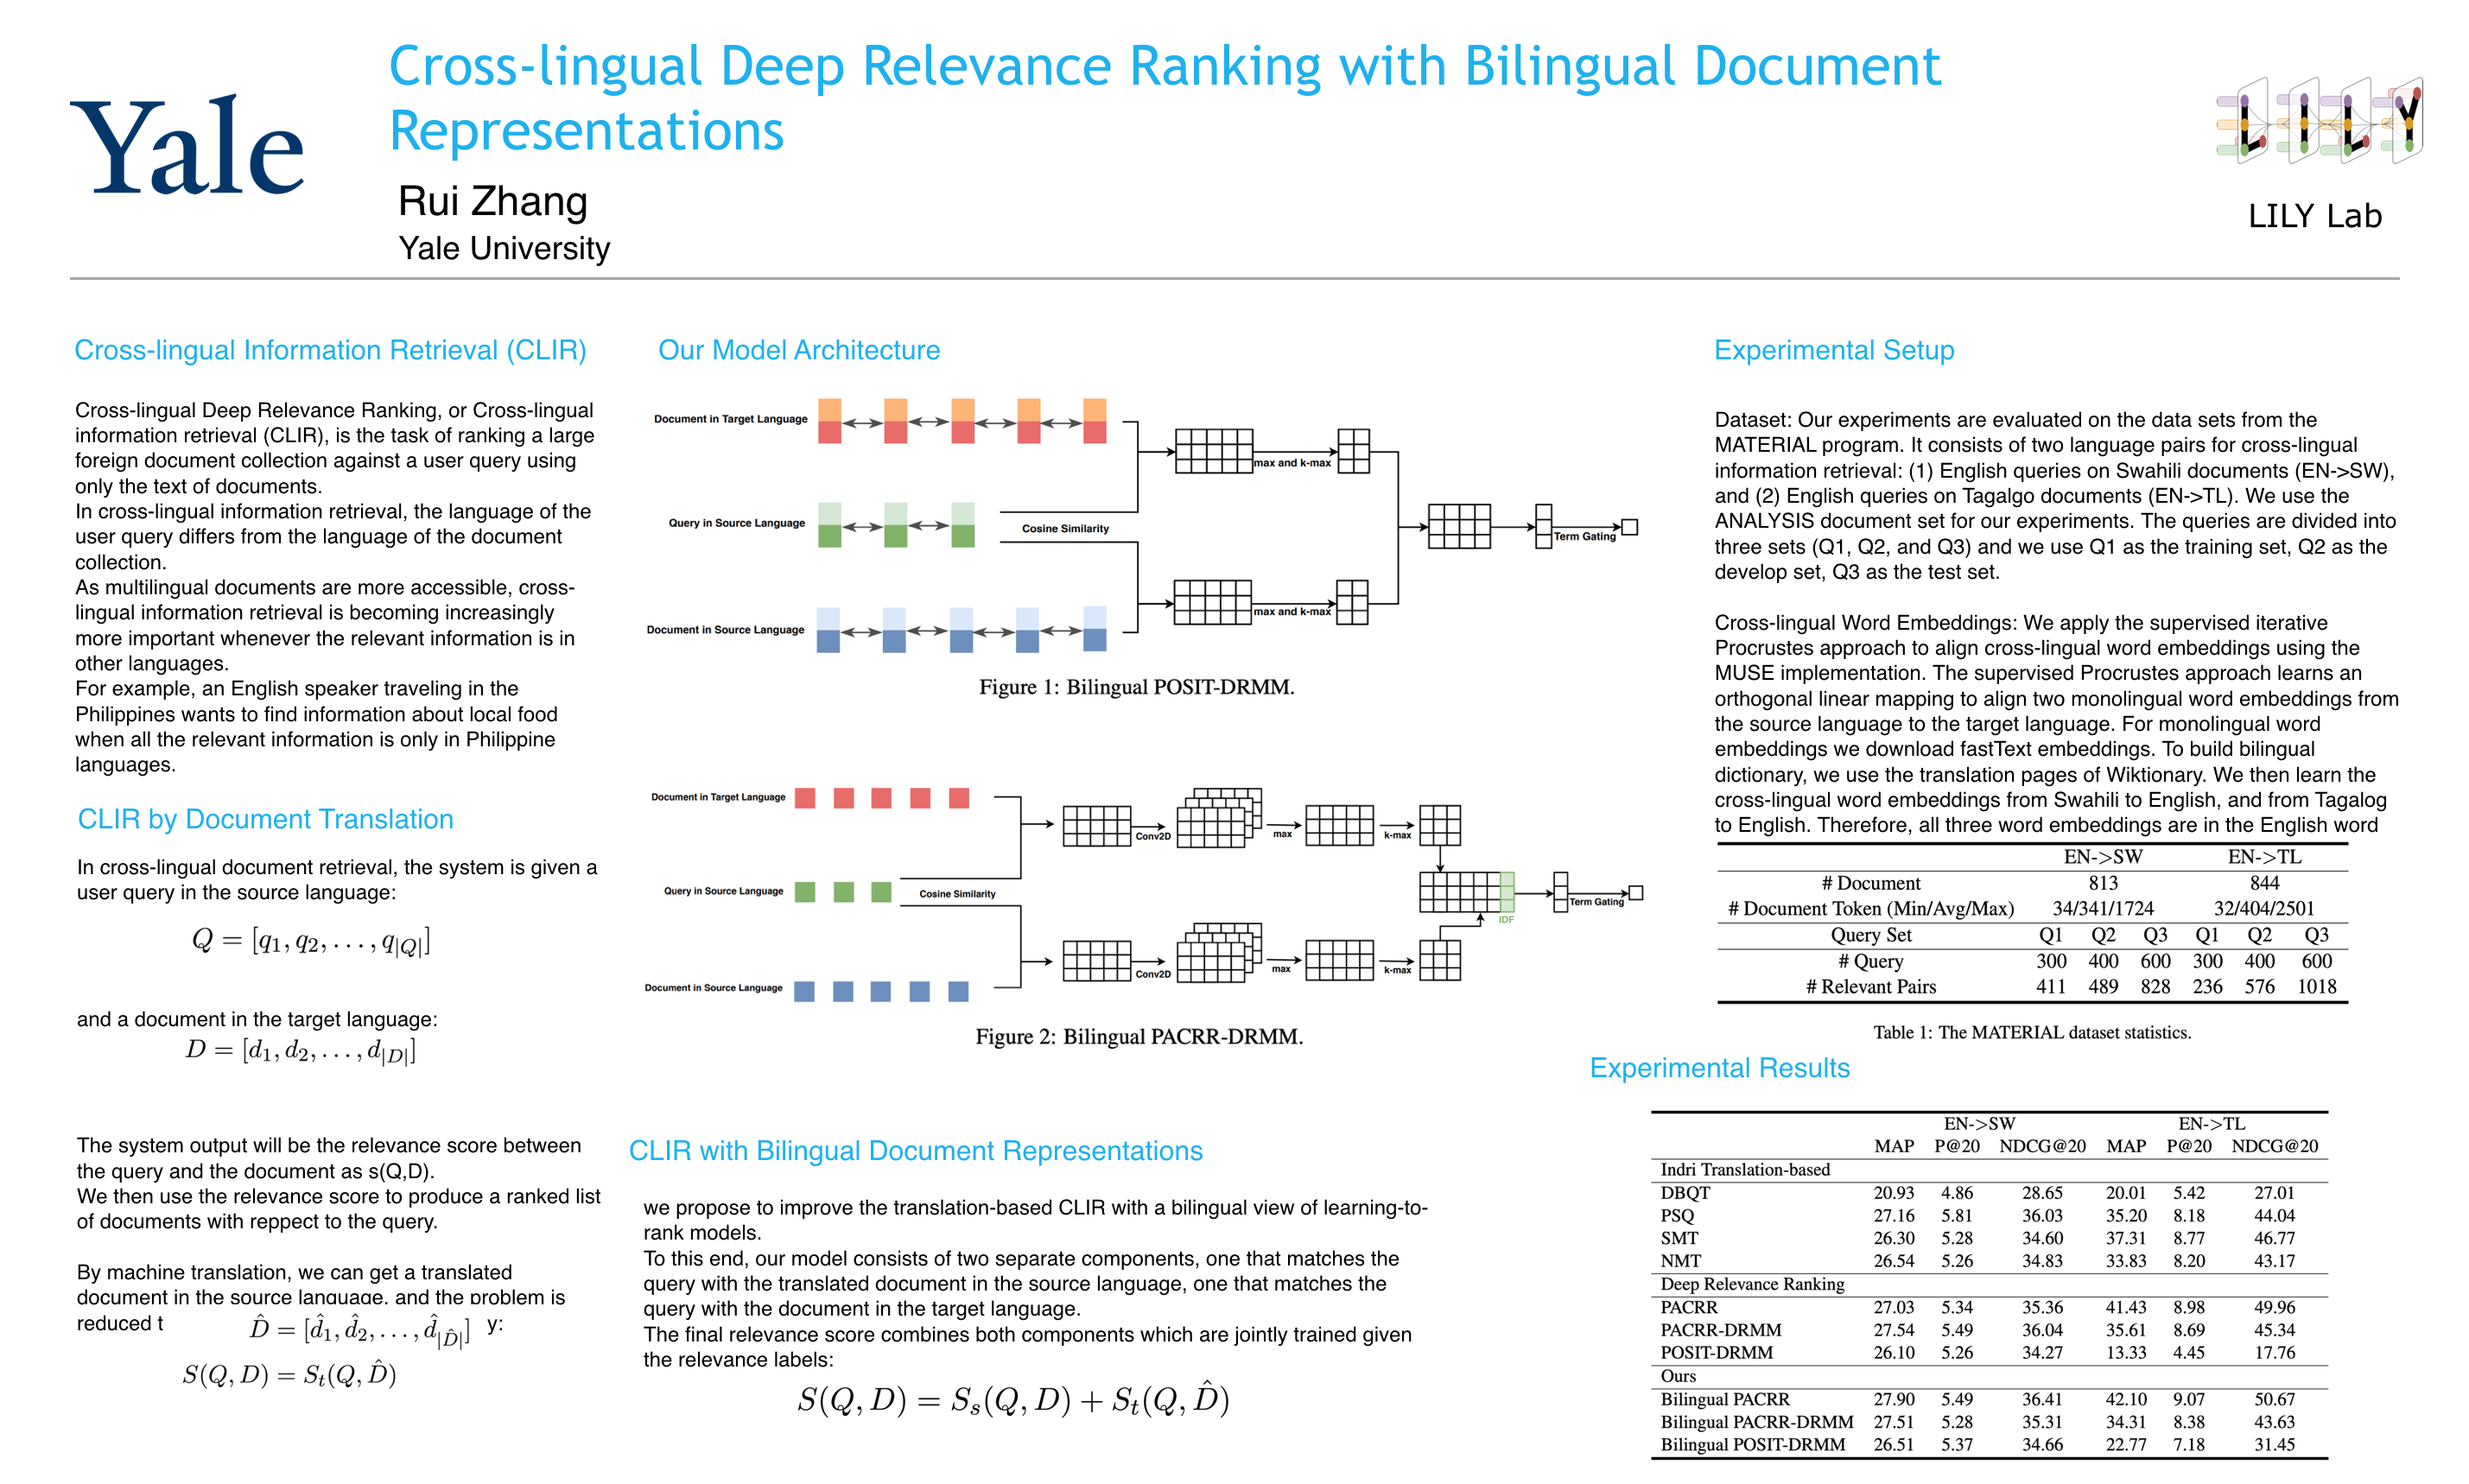 Yale
Cross-lingual Deep Relevance Ranking with Bilingual Document
Representations
Rui Zhang
Yale University
LILY
LILY Lab
Cross-lingual Information Retrieval (CLIR)
Cross-lingual Deep Relevance Ranking, or Cross-lingual
information retrieval (CLIR), is the task of ranking a large
foreign document collection against a user query using
only the text of documents.
In cross-lingual information retrieval, the language of the
user query differs from the language of the document
collection.
As multilingual documents are more accessible, cross-
lingual information retrieval is becoming increasingly
more important whenever the relevant information is in
other languages.
For example, an English speaker traveling in the
Philippines wants to find information about local food
when all the relevant information is only in Philippine
languages.
CLIR by Document Translation
In cross-lingual document retrieval, the system is given a
user query in the source language:
Q = [q1, q2, . . . , q|Q|]
and a document in the target language:
D = [d1, d2, . . . , d|D|]
The system output will be the relevance score between
the query and the document as s(Q,D).
We then use the relevance score to produce a ranked list
of documents with reppect to the query.
By machine translation, we can get a translated
document in the source language, and the problem is
reduced t D̂ = [d̂1, d̂2, . . . , d̂|D̂|] y:
S(Q, D) = St(Q, D̂)
Our Model Architecture
Document in Target Language
max and k-max
Query in Source Language
Cosine Similarity
Term Gating
max and k-max
Document in Source Language
Figure 1: Bilingual POSIT-DRMM.
Document in Target Language
Conv2D
max
k-max
Query in Source Language
Cosine Similarity
Term Gating
IDF
Conv2D
max
k-max
Document in Source Language
Figure 2: Bilingual PACRR-DRMM.
CLIR with Bilingual Document Representations
we propose to improve the translation-based CLIR with a bilingual view of learning-to-
rank models.
To this end, our model consists of two separate components, one that matches the
query with the translated document in the source language, one that matches the
query with the document in the target language.
The final relevance score combines both components which are jointly trained given
the relevance labels:
S(Q, D) = Ss(Q, D) + St(Q, D̂)
Experimental Setup
Dataset: Our experiments are evaluated on the data sets from the
MATERIAL program. It consists of two language pairs for cross-lingual
information retrieval: (1) English queries on Swahili documents (EN->SW),
and (2) English queries on Tagalgo documents (EN->TL). We use the
ANALYSIS document set for our experiments. The queries are divided into
three sets (Q1, Q2, and Q3) and we use Q1 as the training set, Q2 as the
develop set, Q3 as the test set.
Cross-lingual Word Embeddings: We apply the supervised iterative
Procrustes approach to align cross-lingual word embeddings using the
MUSE implementation. The supervised Procrustes approach learns an
orthogonal linear mapping to align two monolingual word embeddings from
the source language to the target language. For monolingual word
embeddings we download fastText embeddings. To build bilingual
dictionary, we use the translation pages of Wiktionary. We then learn the
cross-lingual word embeddings from Swahili to English, and from Tagalog
to English. Therefore, all three word embeddings are in the English word
EN->SW EN->TL
# Document 813 844
# Document Token (Min/Avg/Max) 34/341/1724 32/404/2501
Query Set Q1 Q2 Q3 Q1 Q2 Q3
# Query 300 400 600 300 400 600
# Relevant Pairs 411 489 828 236 576 1018
Table 1: The MATERIAL dataset statistics.
Experimental Results
EN->SW EN->TL
MAP P@20 NDCG@20 MAP P@20 NDCG@20
Indri Translation-based
DBQT 20.93 4.86 28.65 20.01 5.42 27.01
PSQ 27.16 5.81 36.03 35.20 8.18 44.04
SMT 26.30 5.28 34.60 37.31 8.77 46.77
NMT 26.54 5.26 34.83 33.83 8.20 43.17
Deep Relevance Ranking
PACRR 27.03 5.34 35.36 41.43 8.98 49.96
PACRR-DRMM 27.54 5.49 36.04 35.61 8.69 45.34
POSIT-DRMM 26.10 5.26 34.27 13.33 4.45 17.76
Ours
Bilingual PACRR 27.90 5.49 36.41 42.10 9.07 50.67
Bilingual PACRR-DRMM 27.51 5.28 35.31 34.31 8.38 43.63
Bilingual POSIT-DRMM 26.51 5.37 34.66 22.77 7.18 31.45